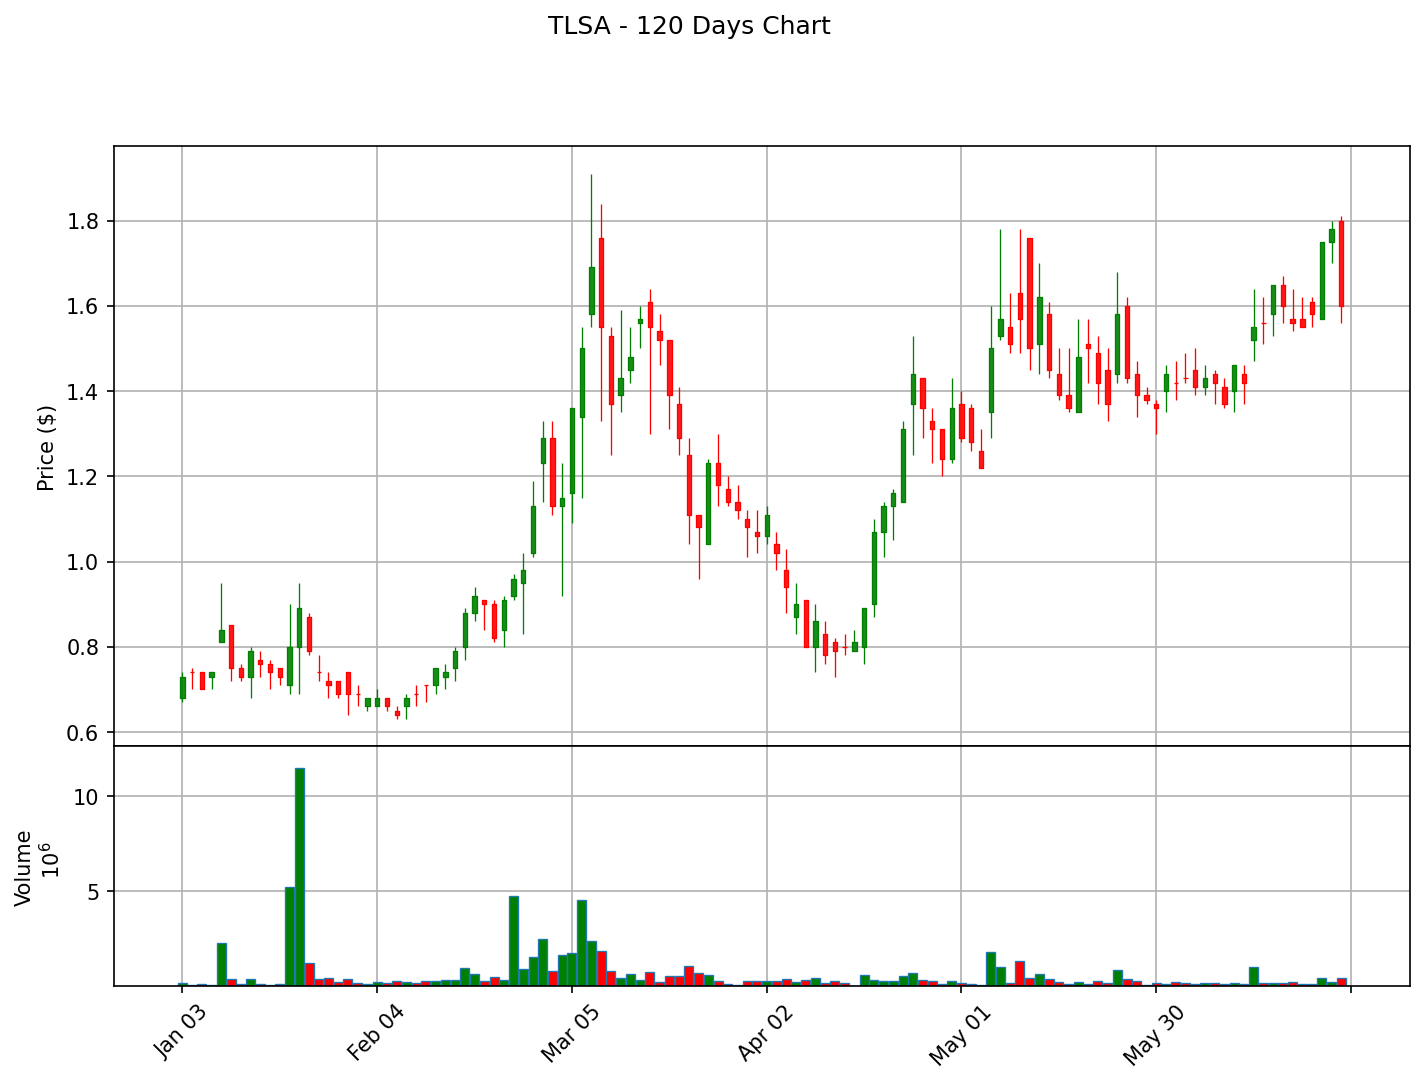 TLSA - 120 Days Chart
Price ($)
1.8
1.6
1.4
1.2
1.0
0.8
0.6
Volume
10⁶
10
5
Jan 03
Feb 04
Mar 05
Apr 02
May 01
May 30